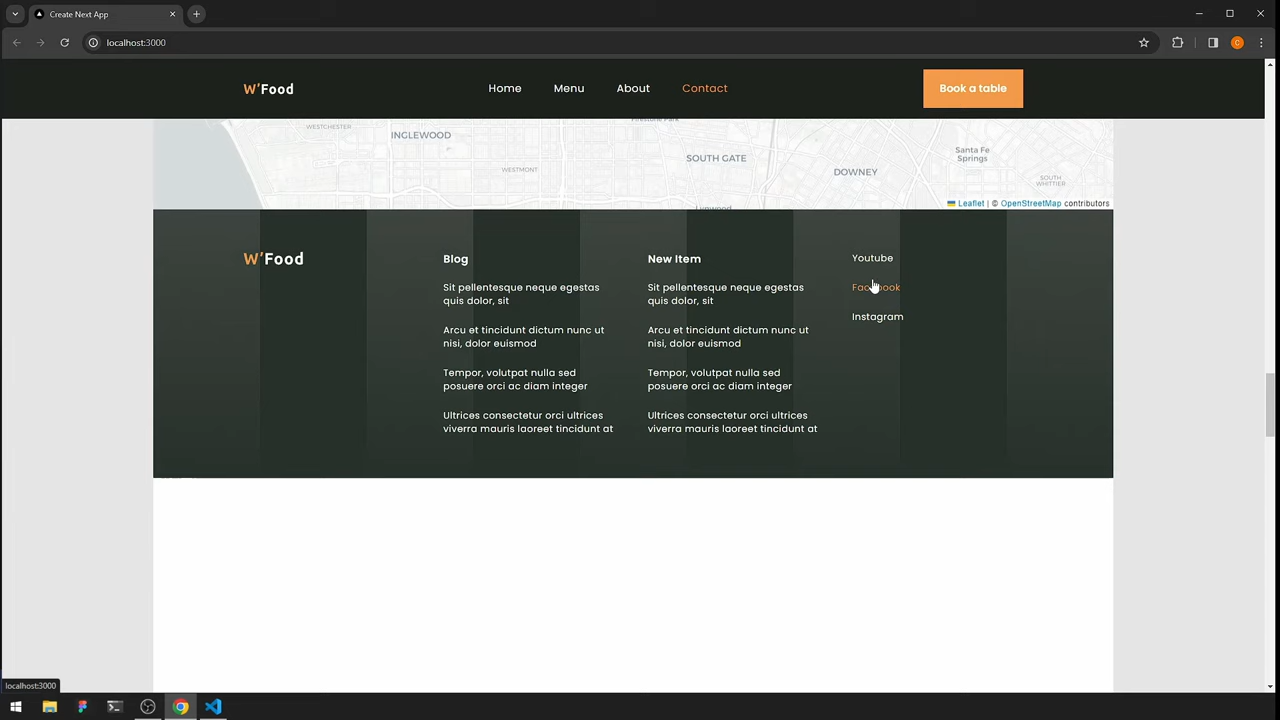 Create Next App
localhost:3000
W'Food
Home
Menu
About
Contact
Book a table
WESTCHESTER
INGLEWOOD
WESTMONT
SOUTH GATE
DOWNEY
Santa Fe
Springs
SOUTH
WHITTIER
Leaflet | © OpenStreetMap contributors
W'Food
Blog
Sit pellentesque neque egestas
quis dolor, sit
Arcu et tincidunt dictum nunc ut
nisi, dolor euismod
Tempor, volutpat nulla sed
posuere orci ac diam integer
Ultrices consectetur orci ultrices
viverra mauris laoreet tincidunt at
New Item
Sit pellentesque neque egestas
quis dolor, sit
Arcu et tincidunt dictum nunc ut
nisi, dolor euismod
Tempor, volutpat nulla sed
posuere orci ac diam integer
Ultrices consectetur orci ultrices
viverra mauris laoreet tincidunt at
Youtube
Facebook
Instagram
localhost:3000